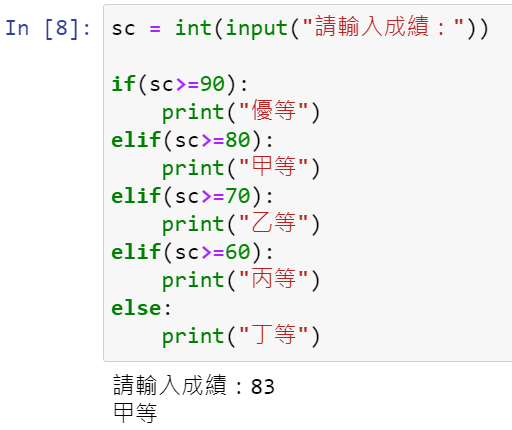 In [8]: sc = int(input("請輸入成績："))
if(sc>=90):
    print("優等")
elif(sc>=80):
    print("甲等")
elif(sc>=70):
    print("乙等")
elif(sc>=60):
    print("丙等")
else:
    print("丁等")
請輸入成績：83
甲等